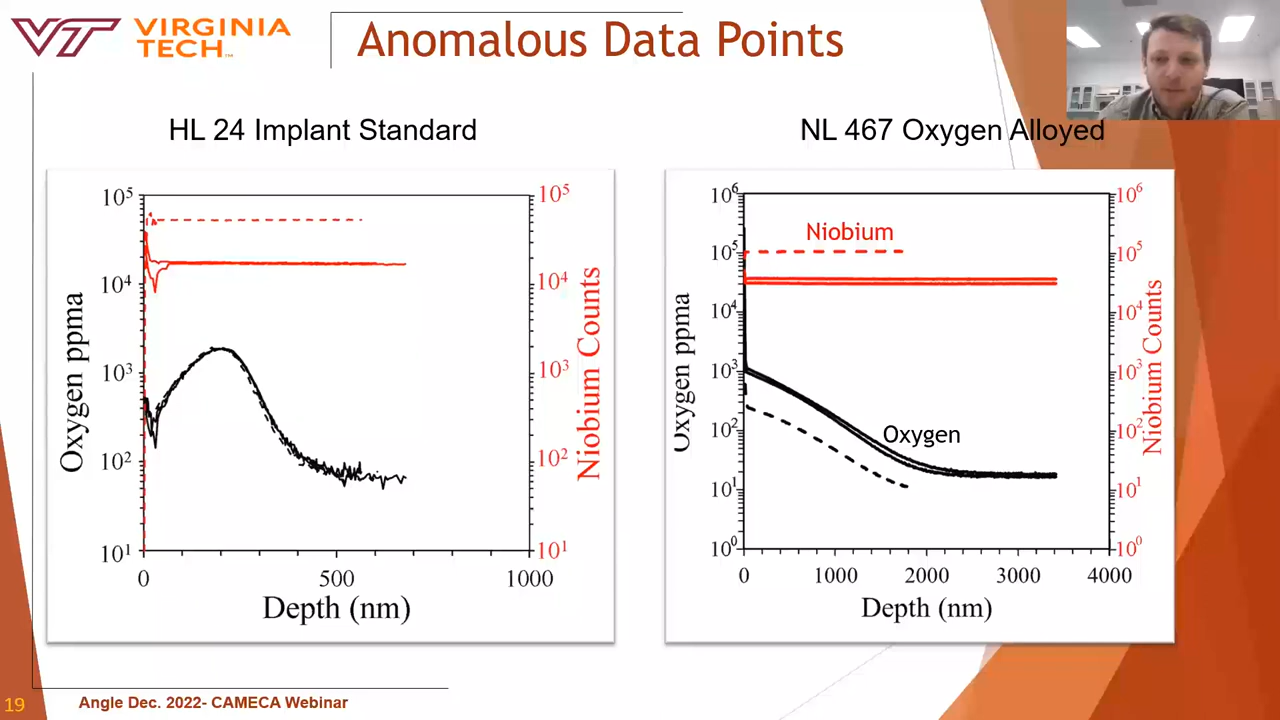 VT VIRGINIA
TECH™
Anomalous Data Points
HL 24 Implant Standard
NL 467 Oxygen Alloyed
10⁵
10⁴
10³
10²
10¹
Oxygen ppma
10⁵
10⁴
10³
10²
10¹
Niobium Counts
0
500
1000
Depth (nm)
10⁶
10⁵
10⁴
10³
10²
10¹
10⁰
Oxygen ppma
Niobium
Oxygen
10⁶
10⁵
10⁴
10³
10²
10¹
10⁰
Niobium Counts
0
1000
2000
3000
4000
Depth (nm)
19
Angle Dec. 2022- CAMECA Webinar